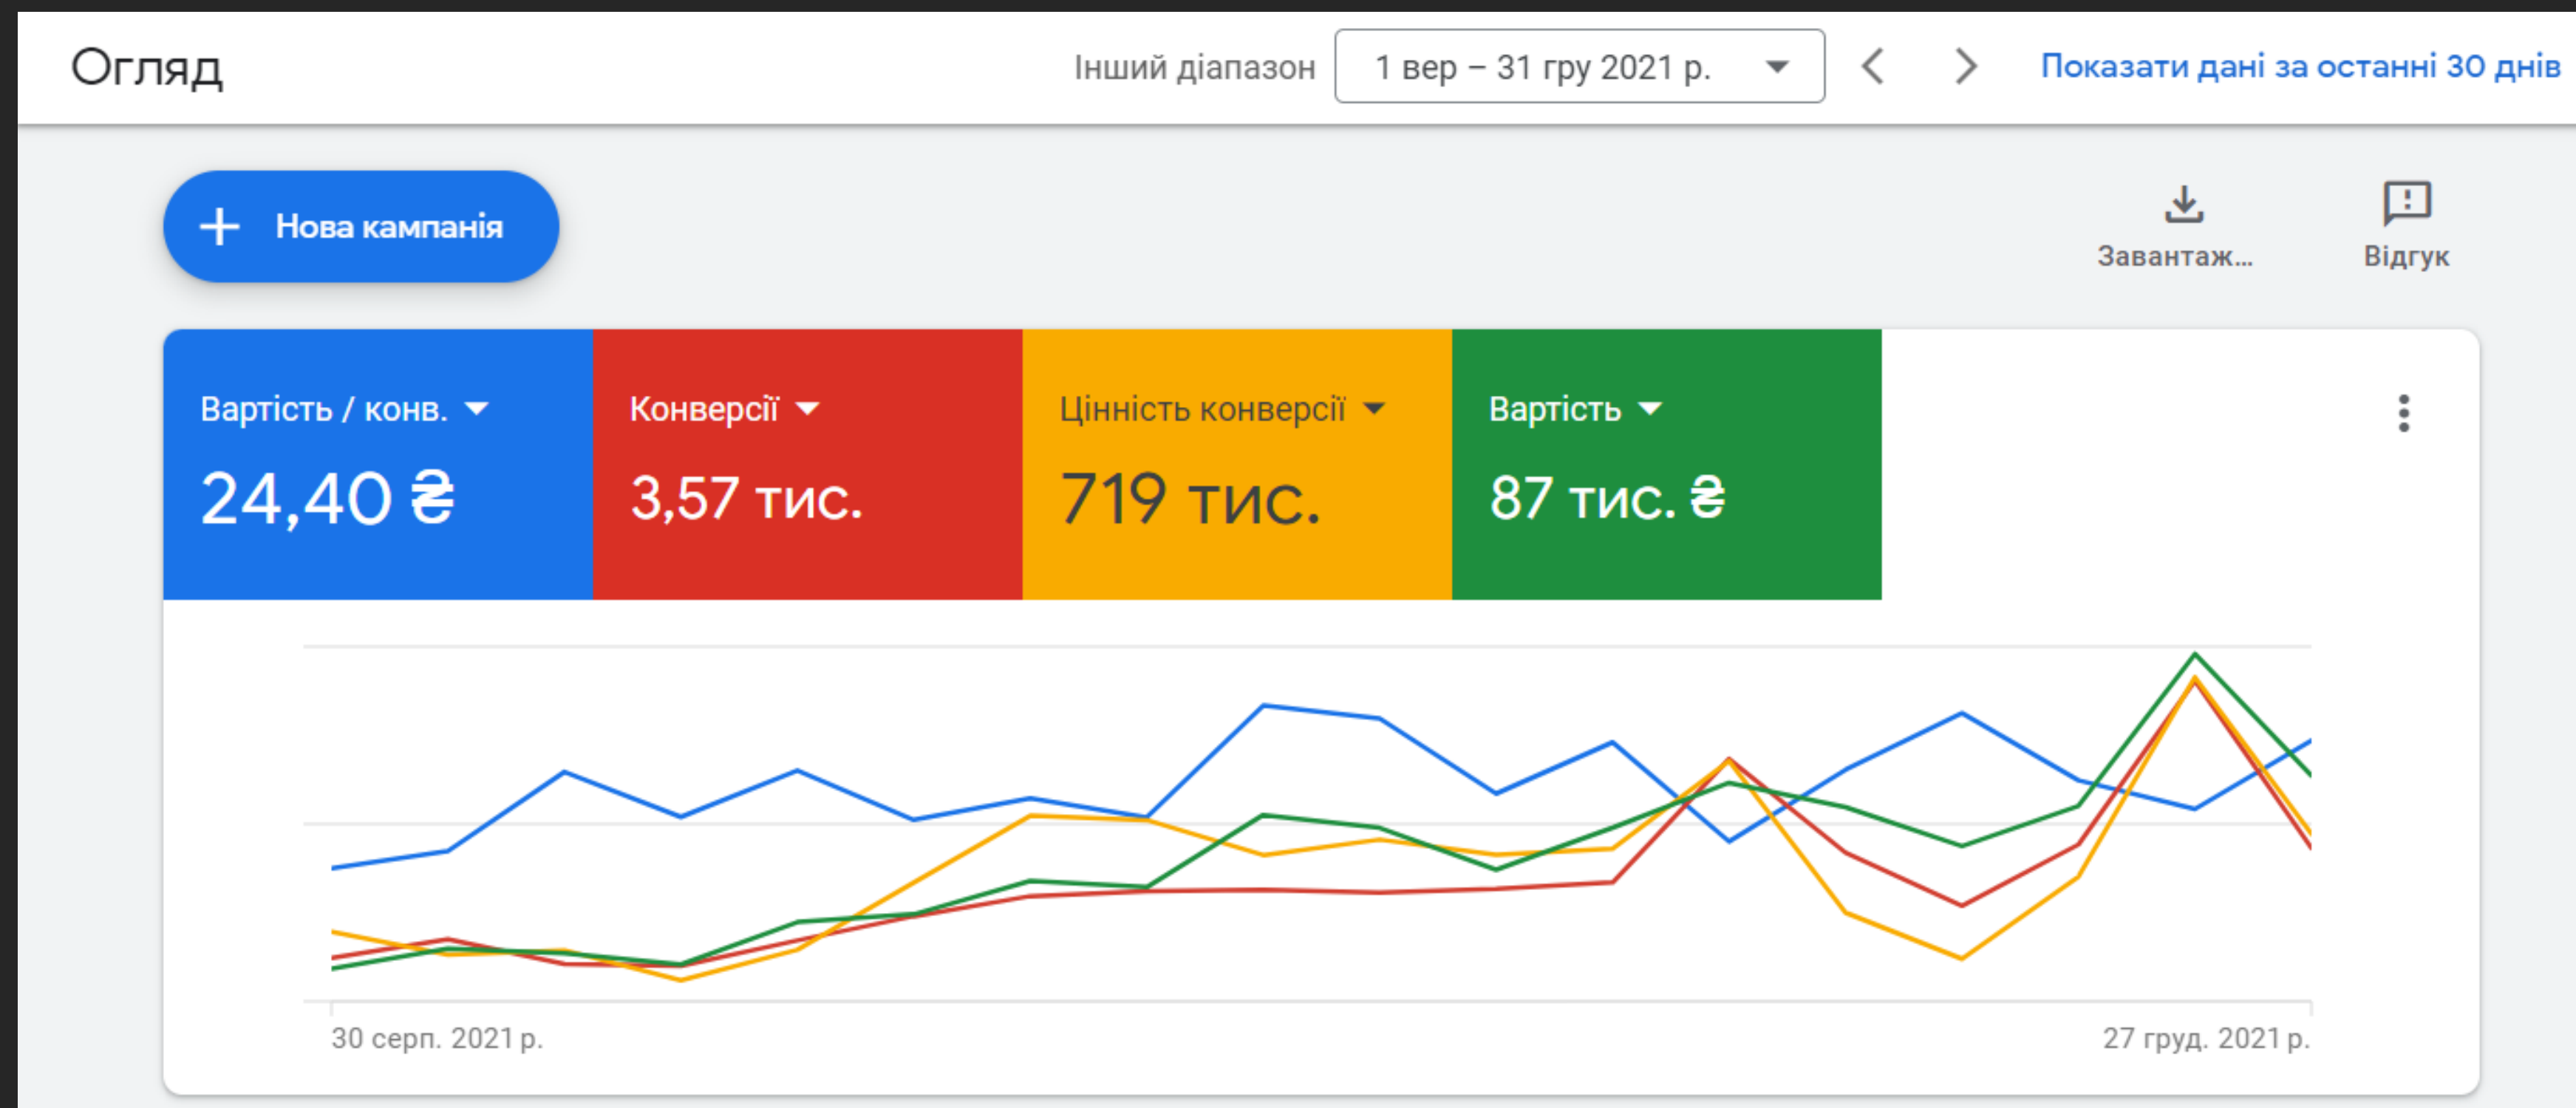 Огляд
Інший діапазон 1 вер – 31 гру 2021 р. Показати дані за останні 30 днів
Нова кампанія
Завантаж... Відгук
Вартість / конв. Конверсії Цінність конверсії Вартість
24,40 ₴ 3,57 тис. 719 тис. 87 тис. ₴
30 серп. 2021 р. 27 груд. 2021 р.